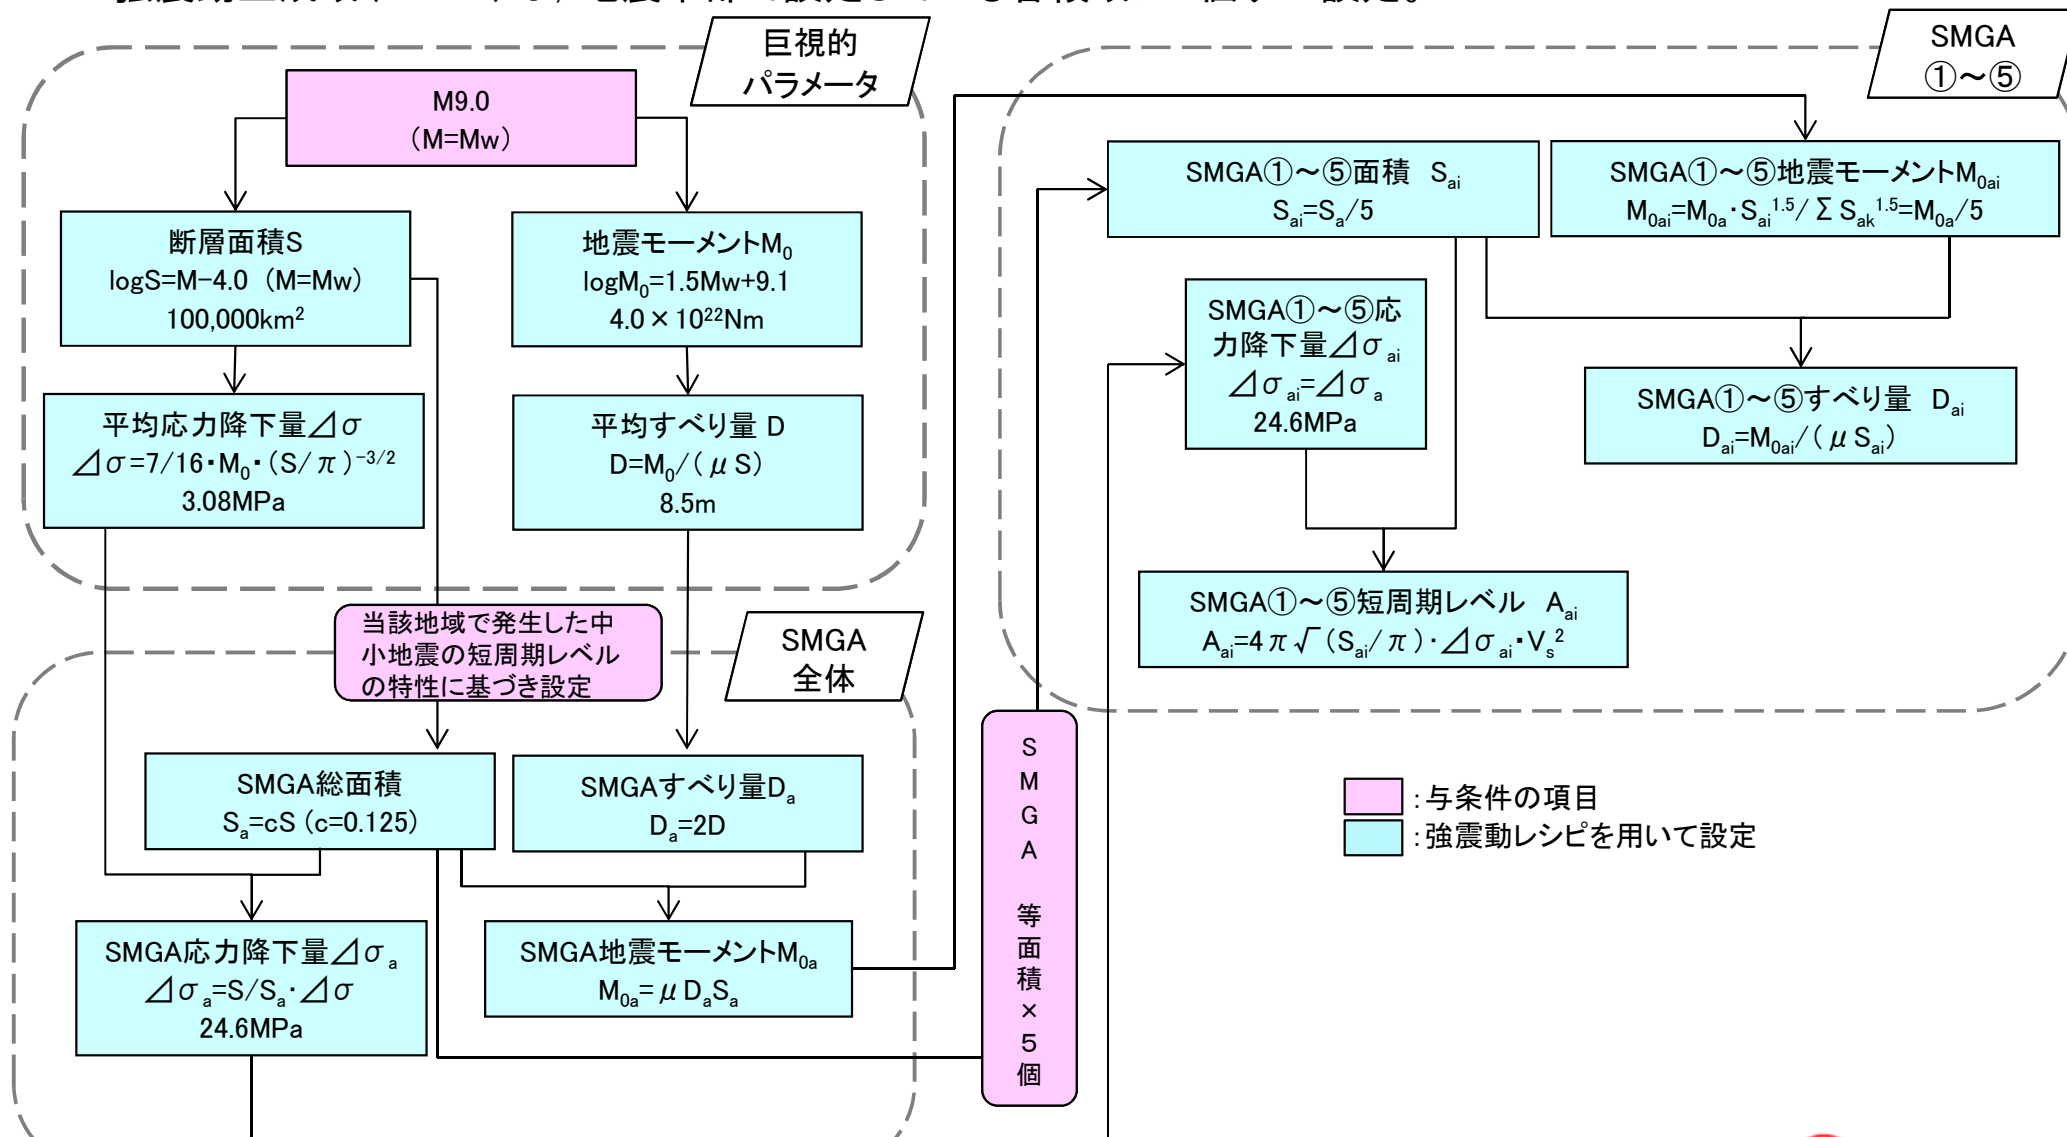 巨視的
パラメータ
M9.0
(M=Mw)
断層面積S
logS=M-4.0 (M=Mw)
100,000km²
地震モーメントM₀
logM₀=1.5Mw+9.1
4.0×10²²Nm
平均応力降下量⊿σ
⊿σ=7/16・M₀・(S/π)⁻³/²
3.08MPa
平均すべり量 D
D=M₀/(μS)
8.5m
当該地域で発生した中
小地震の短周期レベル
の特性に基づき設定
SMGA
全体
SMGA総面積
Sa=cS (c=0.125)
SMGAすべり量Da
Da=2D
SMGA応力降下量⊿σa
⊿σa=S/Sa・⊿σ
24.6MPa
SMGA地震モーメントM0a
M0a=μDaSa
SMGA 等面積×5個
SMGA
①~⑤
SMGA①~⑤面積 Sai
Sai=Sa/5
SMGA①~⑤地震モーメントM0ai
M0ai=M0a・Sai^1.5/ΣSak^1.5=M0a/5
SMGA①~⑤応
力降下量⊿σai
⊿σai=⊿σa
24.6MPa
SMGA①~⑤すべり量 Dai
Dai=M0ai/(μSai)
SMGA①~⑤短周期レベル Aai
Aai=4π√(Sai/π)・⊿σai・Vs²
:与条件の項目
:強震動レシピを用いて設定